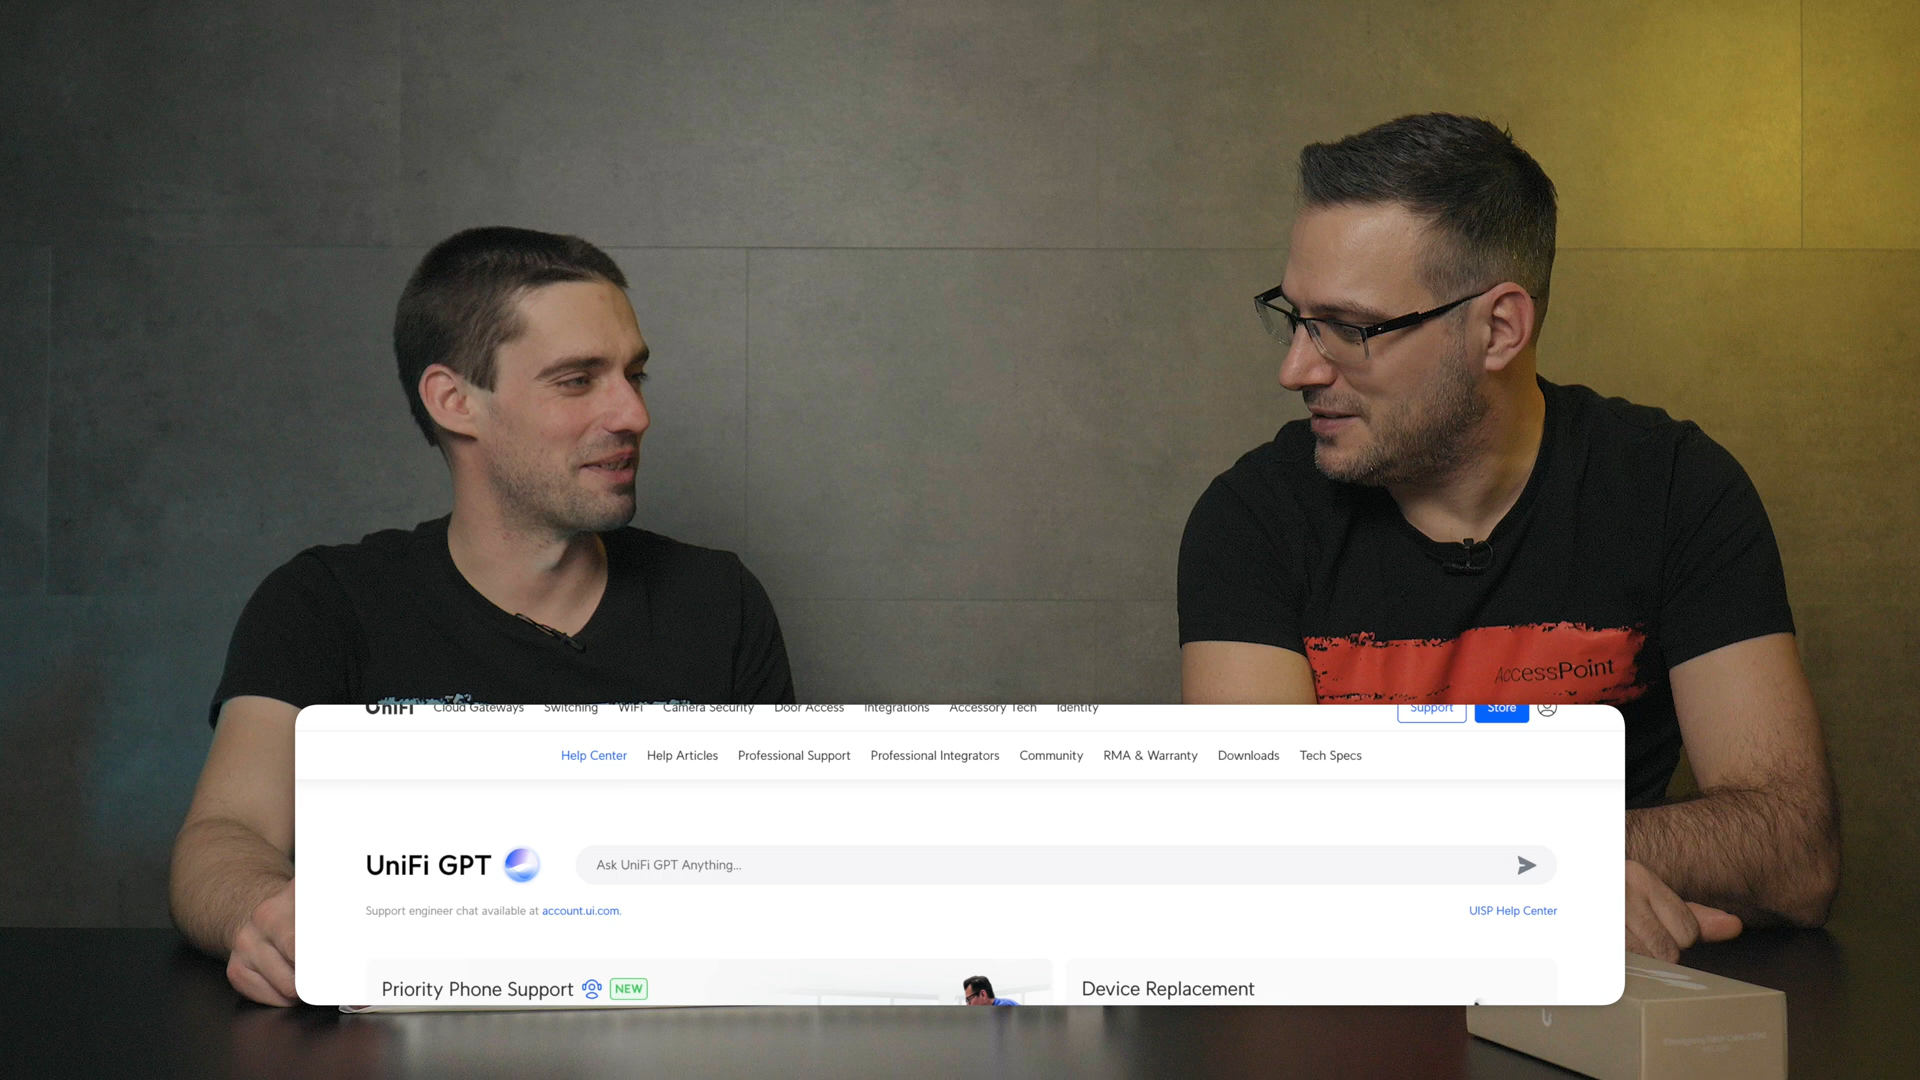 AccessPoint
UniFi Cloud Gateways Switching WiFi Camera Security Door Access Integrations Accessory Tech Identity Support Store
Help Center Help Articles Professional Support Professional Integrators Community RMA & Warranty Downloads Tech Specs
UniFi GPT Ask UniFi GPT Anything...
Support engineer chat available at account.ui.com. UISP Help Center
Priority Phone Support NEW Device Replacement